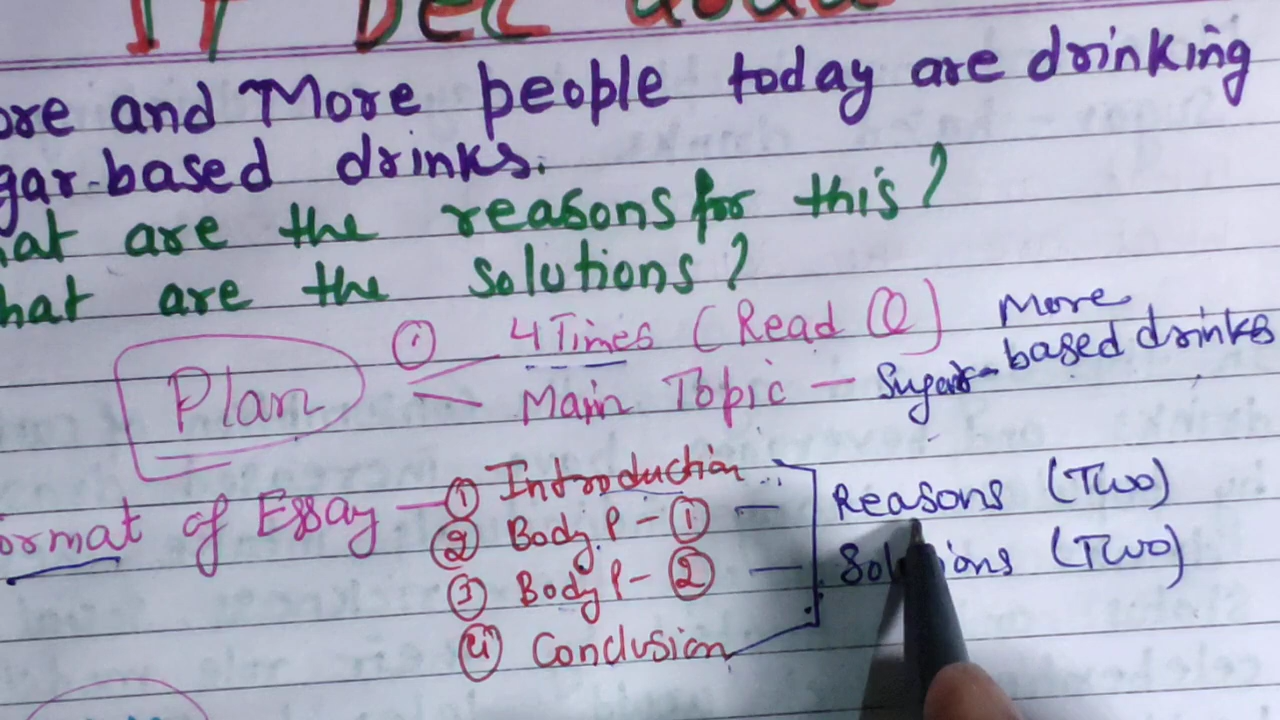 17 Dec
ore and More people today are drinking
gar-based drinks.
at are the reasons for this?
hat are the solutions?
Plan ① 4 Times (Read Q)
Main Topic - Sugar-based drinks More
ormat of Essay - ① Introduction
② Body P - ① - Reasons (Two)
③ Body P - ② - Solutions (Two)
④ Conclusion